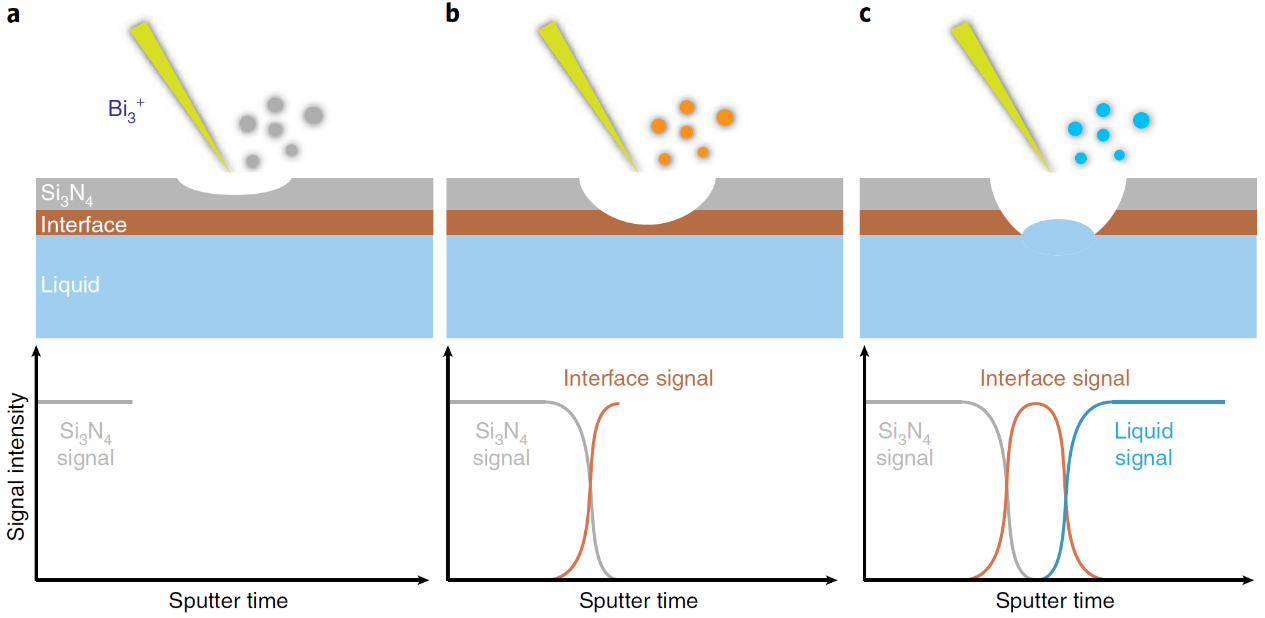 a
b
c
Bi₃⁺
Si₃N₄
Interface
Liquid
Signal intensity
Si₃N₄
signal
Sputter time
Interface signal
Si₃N₄
signal
Sputter time
Interface signal
Si₃N₄
signal
Liquid
signal
Sputter time